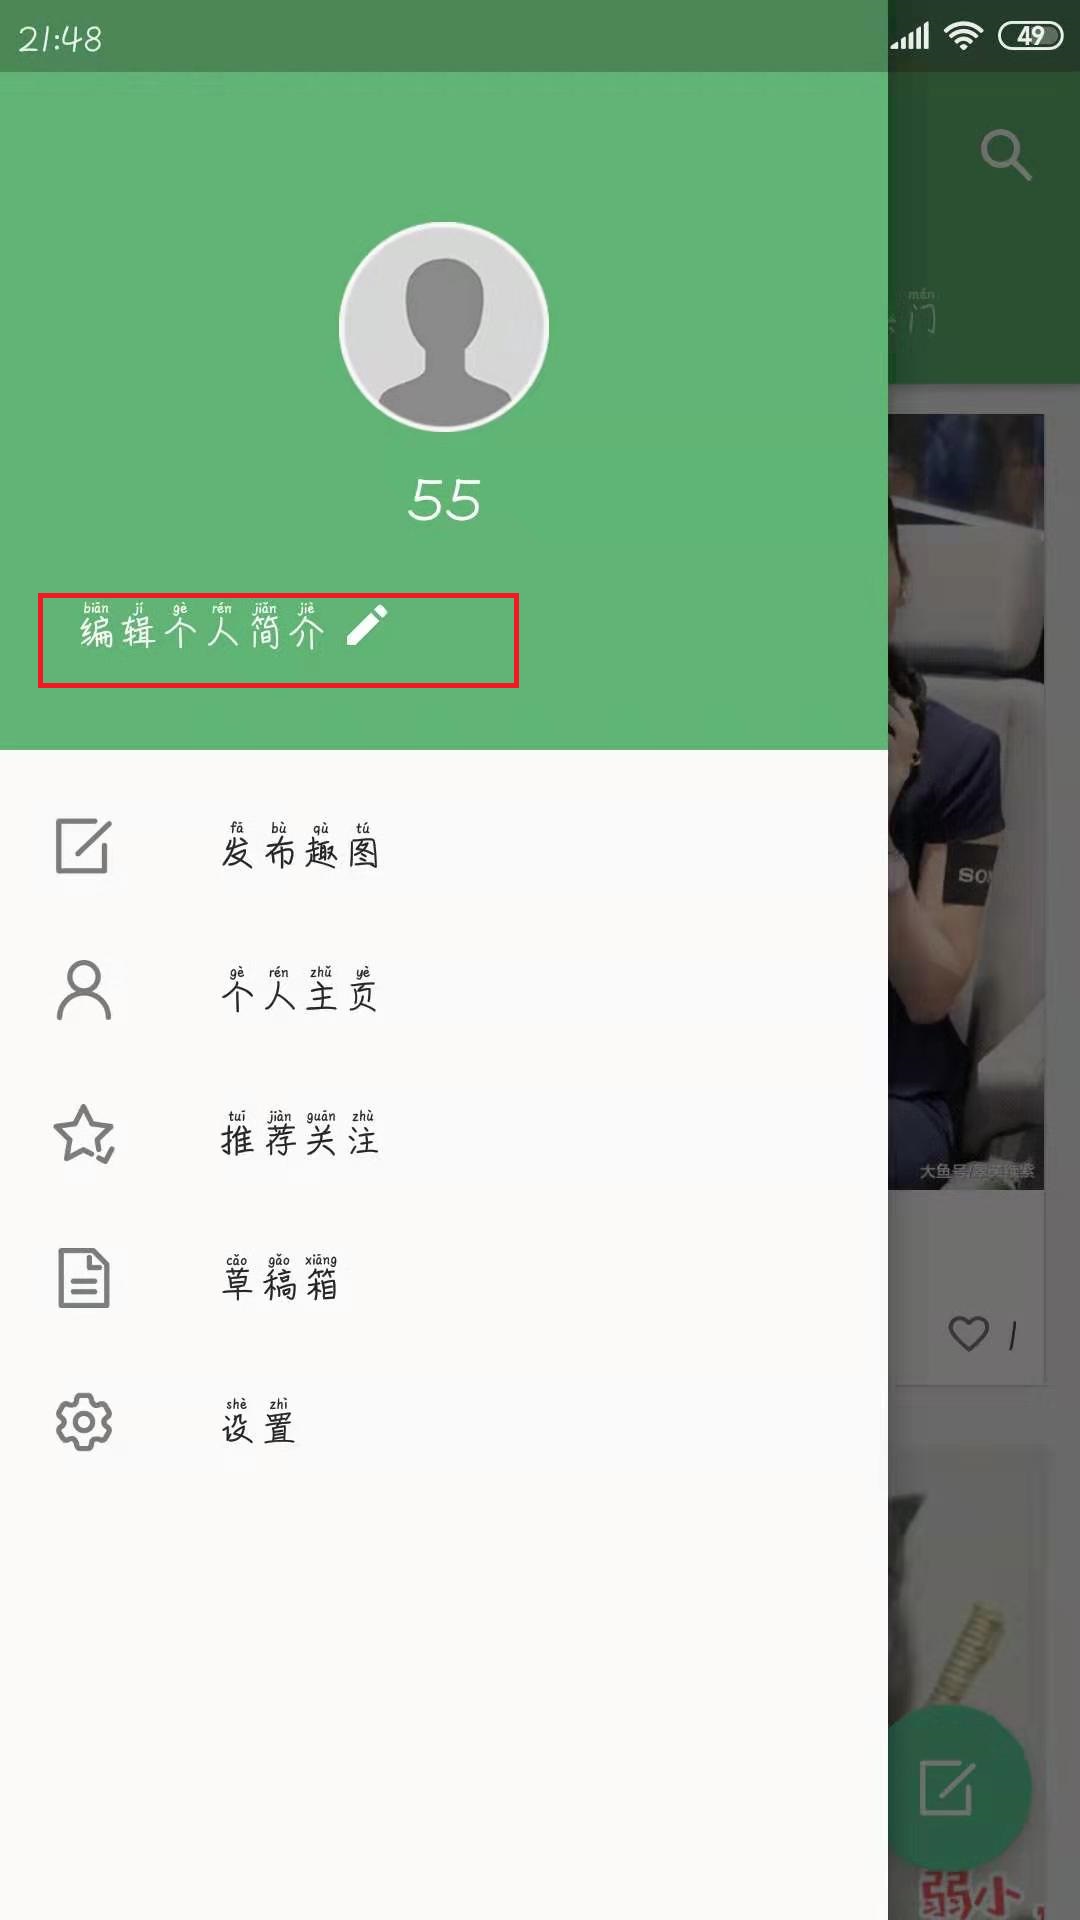 21:48
49
mén
门
55
biān jí gè rén jiǎn jiè
编辑个人简介
fā bù qù tú
发布趣图
gè rén zhǔ yè
个人主页
tuī jiàn guān zhù
推荐关注
cǎo gǎo xiāng
草稿箱
shè zhì
设置
SO
大鱼号
1
弱小